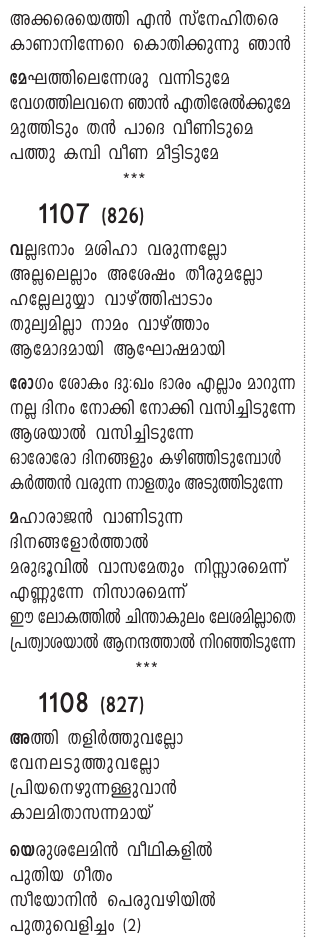 അക്കരെയെത്തി എൻ സ്നേഹിതരെ
കാണാനിന്നേറെ കൊതിക്കുന്നു ഞാൻ
മേഘത്തിലെന്നേശു വന്നിടുമേ
വേഗത്തിലവനെ ഞാൻ എതിരേൽക്കുമേ
മുത്തിടും തൻ പാദെ വീണിടുമെ
പത്തു കമ്പി വീണ മീട്ടിടുമേ
***
1107 (826)
വല്ലഭനാം മശിഹാ വരുന്നല്ലോ
അല്ലലെല്ലാം അശേഷം തീരുമല്ലോ
ഹല്ലേലുയ്യാ വാഴ്ത്തിപ്പാടാം
തുല്യമില്ലാ നാമം വാഴ്ത്താം
ആമോദമായി ആഘോഷമായി
രോഗം ശോകം ദുഃഖം ഭാരം എല്ലാം മാറുന്ന
നല്ല ദിനം നോക്കി നോക്കി വസിച്ചിടുന്നേ
ആശയാൽ വസിച്ചിടുന്നേ
ഓരോരോ ദിനങ്ങളും കഴിഞ്ഞിടുമ്പോൾ
കർത്തൻ വരുന്ന നാളതും അടുത്തിടുന്നേ
മഹാരാജൻ വാണിടുന്ന
ദിനങ്ങളോർത്താൽ
മരുഭൂവിൽ വാസമേതും നിസ്സാരമെന്ന്
എണ്ണുന്നേ നിസാരമെന്ന്
ഈ ലോകത്തിൽ ചിന്താകുലം ലേശമില്ലാതെ
പ്രത്യാശയാൽ ആനന്ദത്താൽ നിറഞ്ഞിടുന്നേ
***
1108 (827)
അത്തി തളിർത്തുവല്ലോ
വേനലടുത്തുവല്ലോ
പ്രിയനെഴുന്നള്ളുവാൻ
കാലമിതാസന്നമായ്
യെരുശലേമിൻ വീഥികളിൽ
പുതിയ ഗീതം
സീയോനിൻ പെരുവഴിയിൽ
പുതുവെളിച്ചം (2)